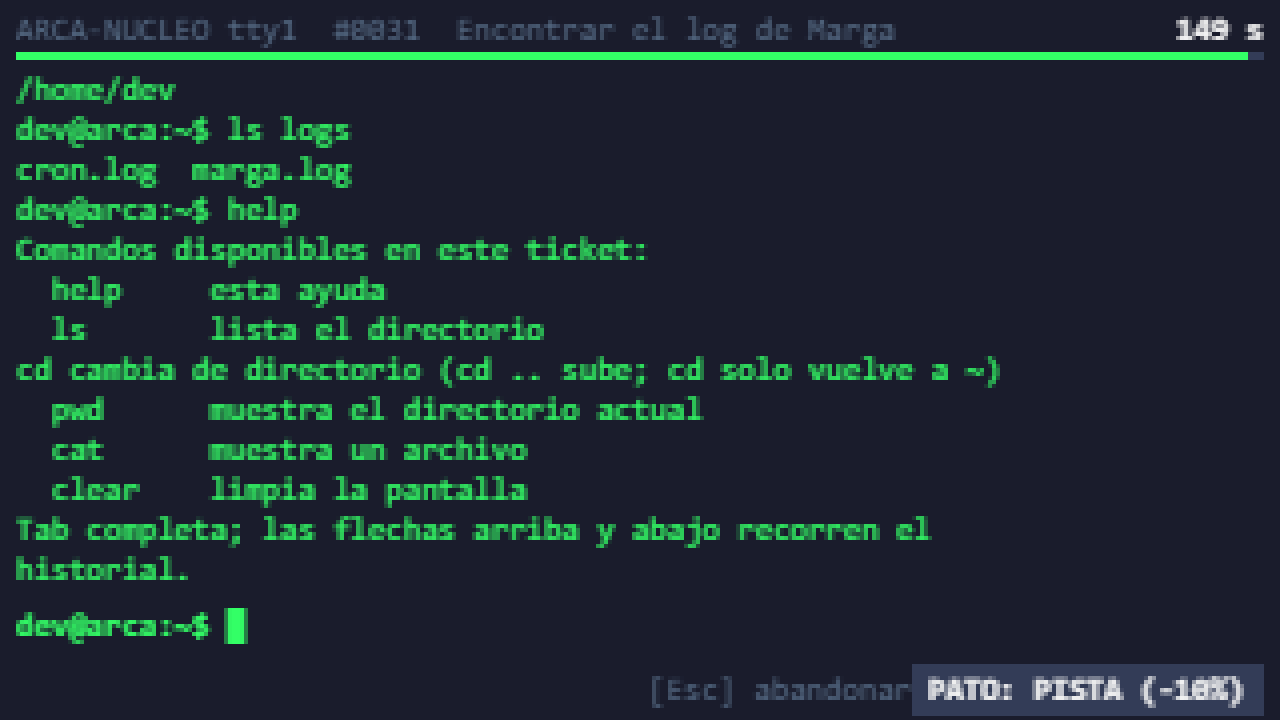 ARCA-NUCLEO tty1 #0031 Encontrar el log de Marga 149 s
/home/dev
dev@arca:~$ ls logs
cron.log marga.log
dev@arca:~$ help
Comandos disponibles en este ticket:
help esta ayuda
ls lista el directorio
cd cambia de directorio (cd .. sube; cd solo vuelve a ~)
pwd muestra el directorio actual
cat muestra un archivo
clear limpia la pantalla
Tab completa; las flechas arriba y abajo recorren el
historial.
dev@arca:~$
[Esc] abandonar PATO: PISTA (-10%)